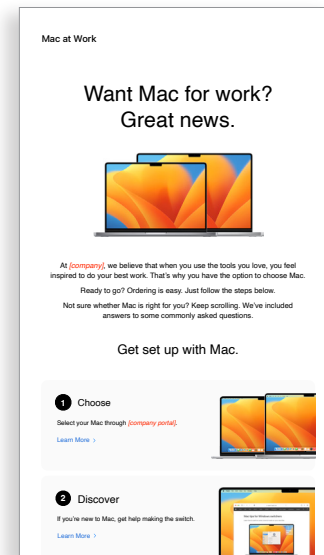 Mac at Work
Want Mac for work?
Great news.
At [company], we believe that when you use the tools you love, you feel
inspired to do your best work. That's why you have the option to choose Mac.
Ready to go? Ordering is easy. Just follow the steps below.
Not sure whether Mac is right for you? Keep scrolling. We've included
answers to some commonly asked questions.
Get set up with Mac.
1 Choose
Select your Mac through [company portal].
Learn More >
2 Discover
If you're new to Mac, get help making the switch.
Learn More >